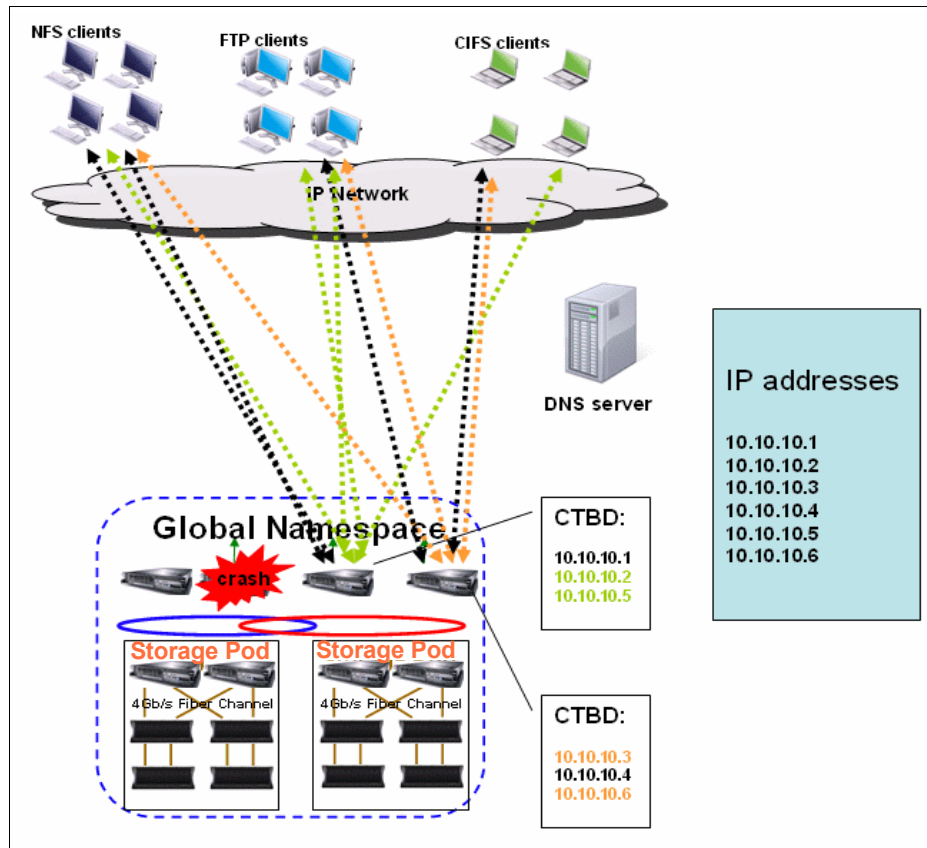 NFS clients
FTP clients
CIFS clients
IP Network
DNS server
IP addresses
10.10.10.1
10.10.10.2
10.10.10.3
10.10.10.4
10.10.10.5
10.10.10.6
Global Namespace
crash
CTBD:
10.10.10.1
10.10.10.2
10.10.10.5
Storage Pod
4Gb/s Fiber Channel
Storage Pod
4Gb/s Fiber Channel
CTBD:
10.10.10.3
10.10.10.4
10.10.10.6